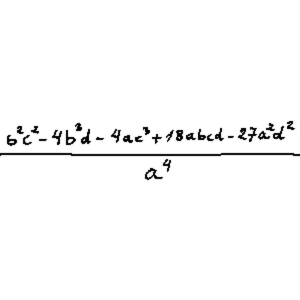 b²c² - 4b³d - 4ac³ + 18abcd - 27a²d²
a⁴